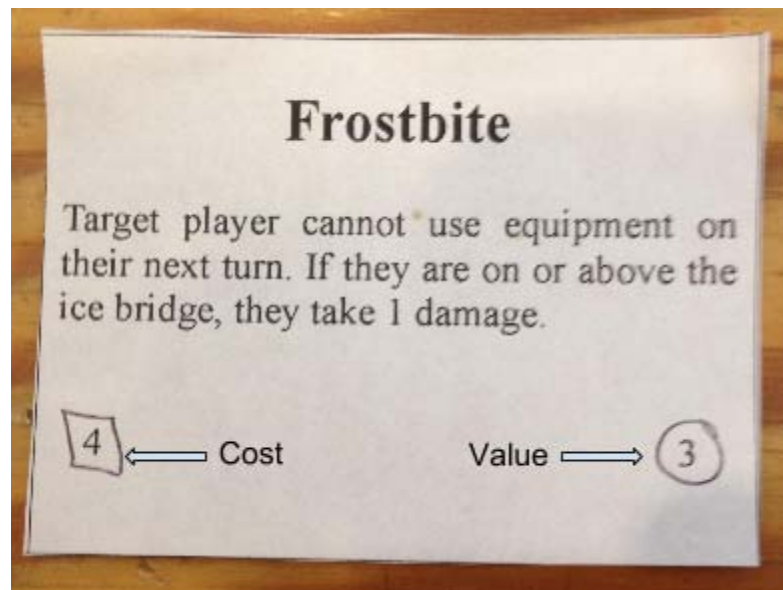 Frostbite
Target player cannot use equipment on
their next turn. If they are on or above the
ice bridge, they take 1 damage.
4 Cost Value 3